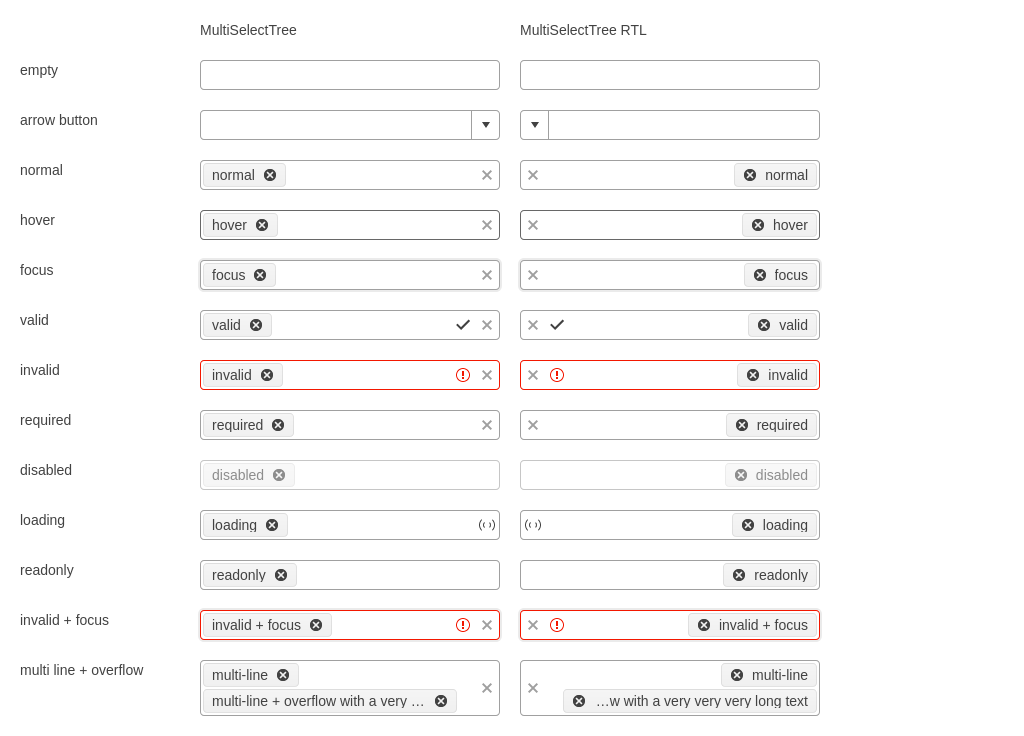 MultiSelectTree MultiSelectTree RTL
empty
arrow button
normal normal normal
hover hover hover
focus focus focus
valid valid valid
invalid invalid invalid
required required required
disabled disabled disabled
loading loading loading
readonly readonly readonly
invalid + focus invalid + focus invalid + focus
multi line + overflow multi-line multi-line
multi-line + overflow with a very … …w with a very very very long text